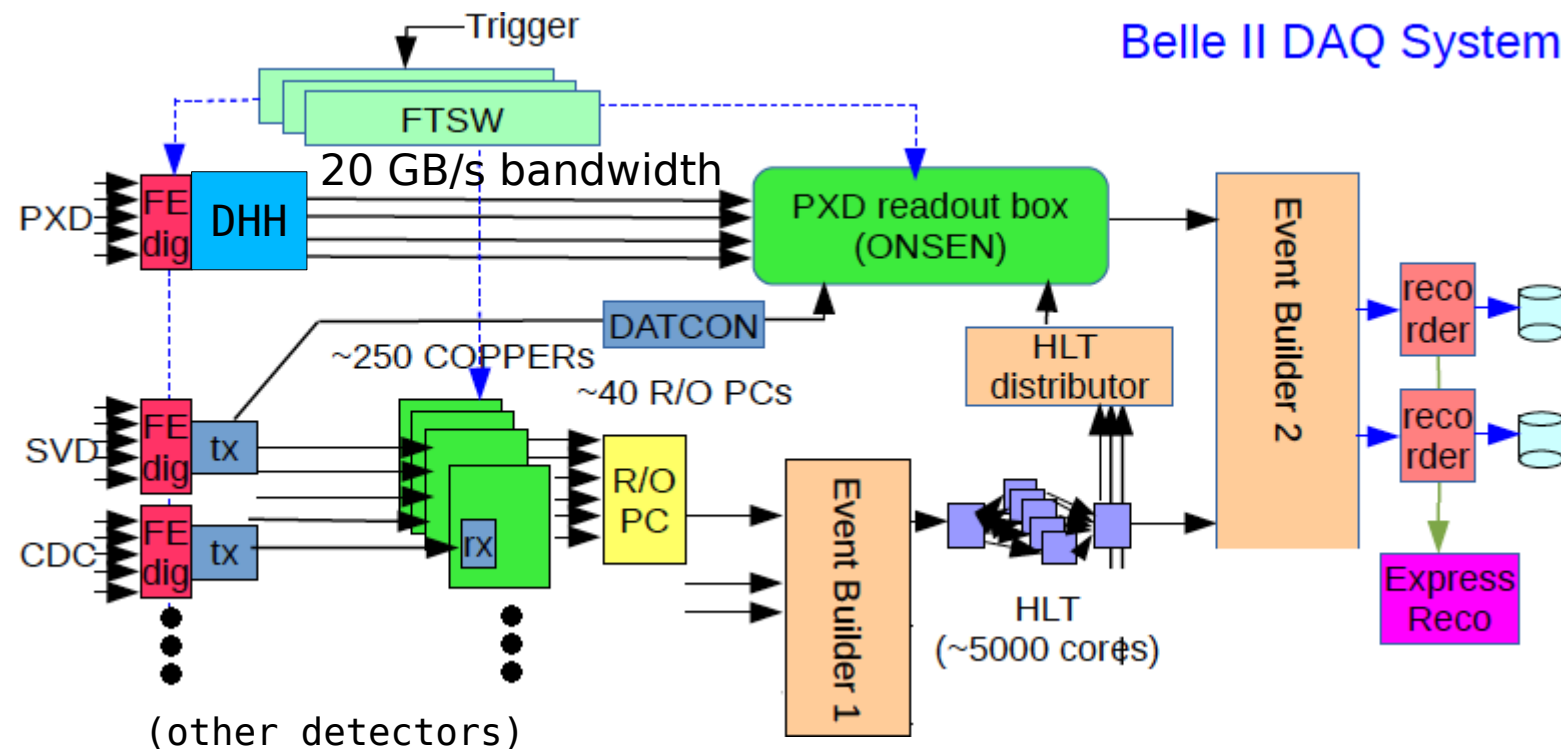 Trigger
Belle II DAQ System
FTSW
20 GB/s bandwidth
PXD
FE
dig
DHH
PXD readout box
(ONSEN)
Event Builder 2
reco
rder
DATCON
~250 COPPERs
HLT
distributor
~40 R/O PCs
SVD
FE
dig
tx
R/O
PC
reco
rder
Event Builder 1
CDC
FE
dig
tx
rx
HLT
(~5000 cores)
Express
Reco
(other detectors)